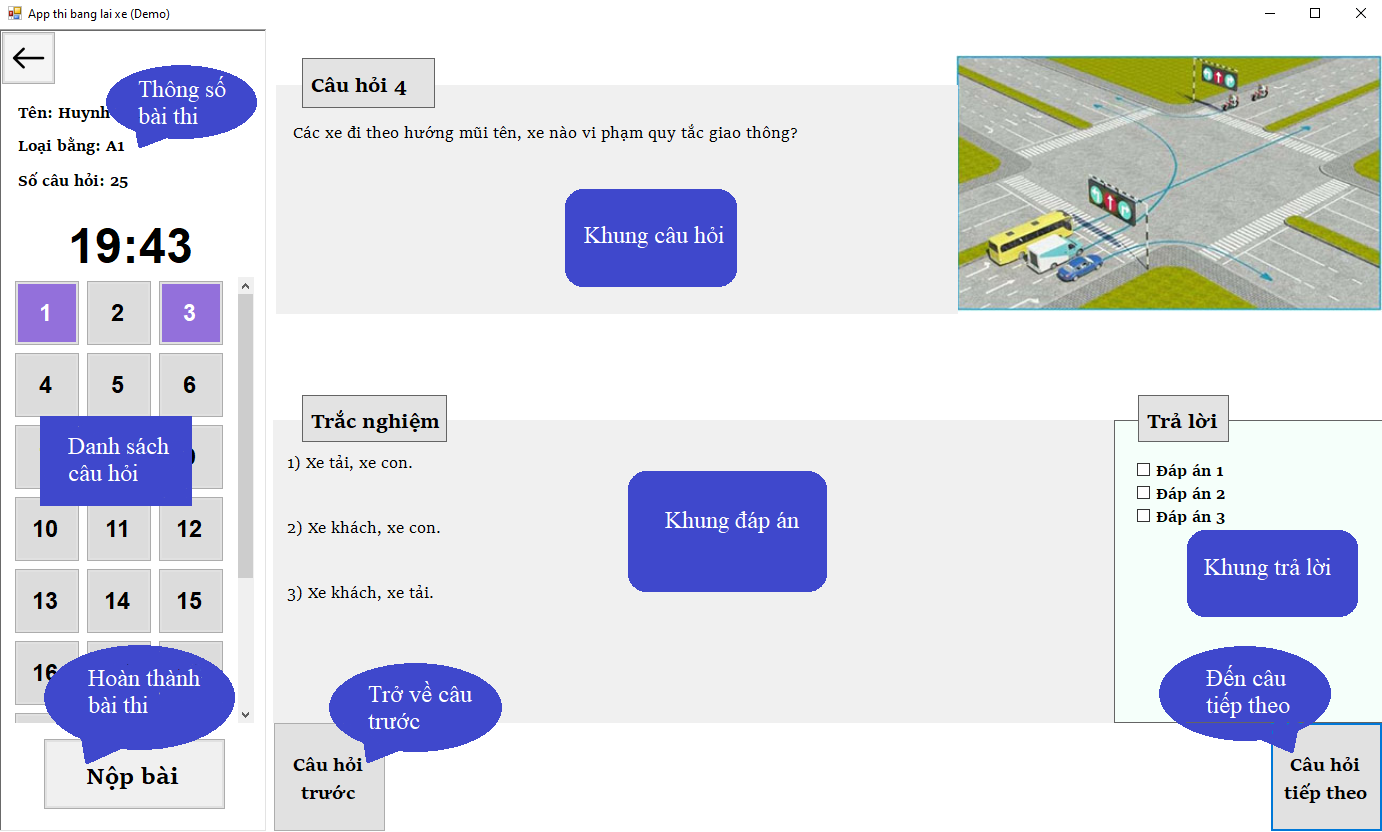 App thi bang lai xe (Demo)
Thông số
bài thi
Tên: Huynh
Loại bằng: A1
Số câu hỏi: 25
19:43
1 2 3
4 5 6
Danh sách
câu hỏi
10 11 12
13 14 15
16
Hoàn thành
bài thi
Nộp bài
Câu hỏi 4
Các xe đi theo hướng mũi tên, xe nào vi phạm quy tắc giao thông?
Khung câu hỏi
Trắc nghiệm
1) Xe tải, xe con.
2) Xe khách, xe con.
3) Xe khách, xe tải.
Khung đáp án
Trả lời
Đáp án 1
Đáp án 2
Đáp án 3
Khung trả lời
Trở về câu
trước
Câu hỏi
trước
Đến câu
tiếp theo
Câu hỏi
tiếp theo